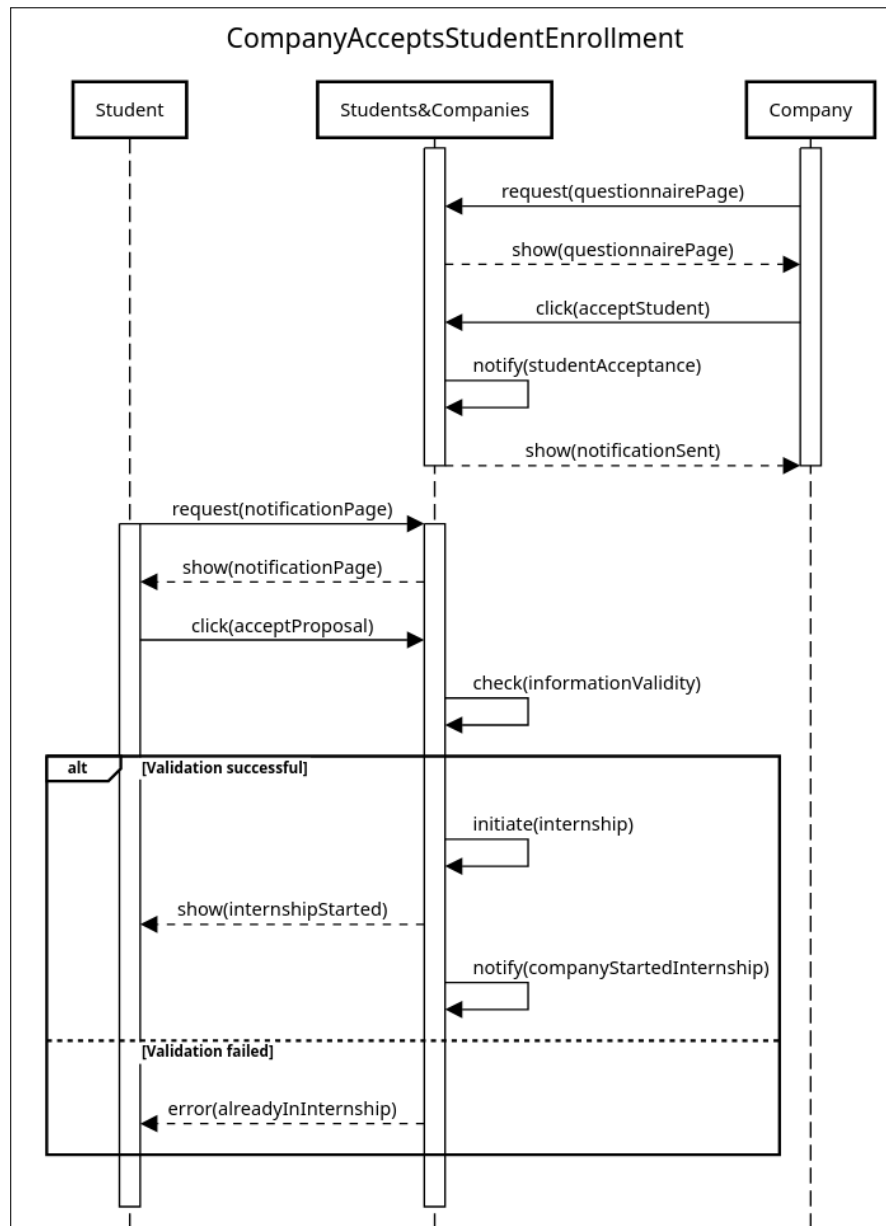 CompanyAcceptsStudentEnrollment
Student
Students&Companies
Company
request(questionnairePage)
show(questionnairePage)
click(acceptStudent)
notify(studentAcceptance)
show(notificationSent)
request(notificationPage)
show(notificationPage)
click(acceptProposal)
check(informationValidity)
alt
[Validation successful]
initiate(internship)
show(internshipStarted)
notify(companyStartedInternship)
[Validation failed]
error(alreadyInInternship)